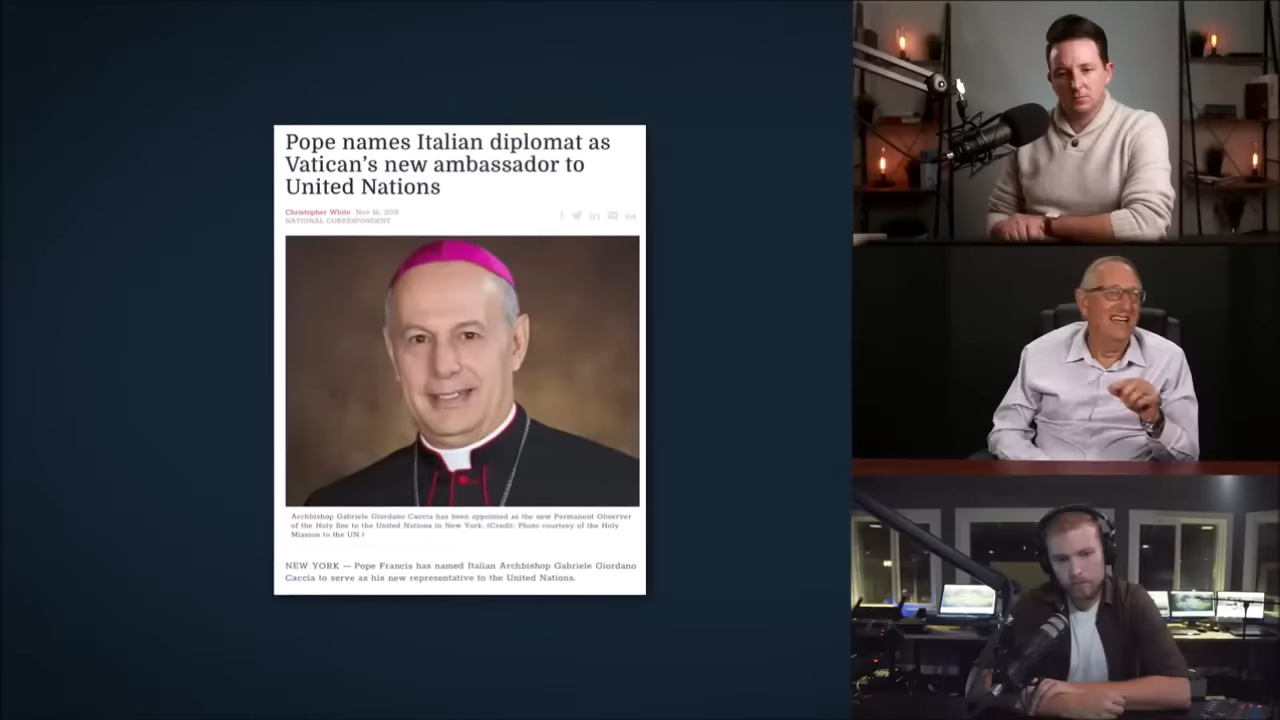 Pope names Italian diplomat as
Vatican's new ambassador to
United Nations
Christopher White Nov 16, 2019
NATIONAL CORRESPONDENT
Archbishop Gabriele Giordano Caccia has been appointed as the new Permanent Observer
of the Holy See to the United Nations in New York. (Credit: Photo courtesy of the Holy
Mission to the UN.)
NEW YORK — Pope Francis has named Italian Archbishop Gabriele Giordano
Caccia to serve as his new representative to the United Nations.